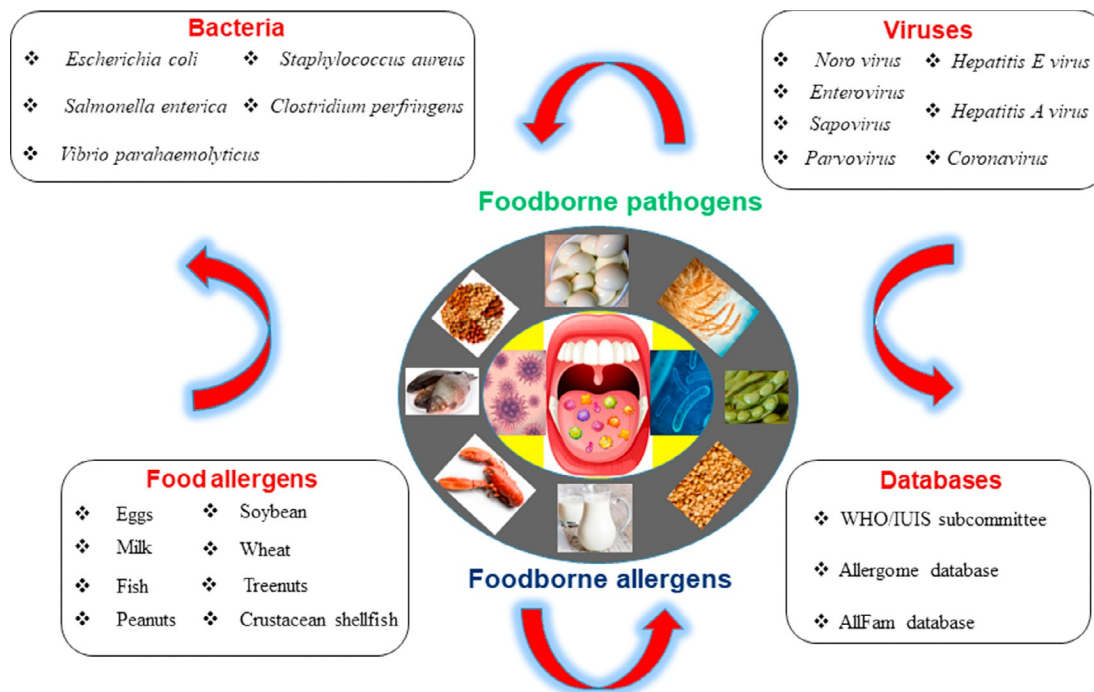 Bacteria
❖ Escherichia coli ❖ Staphylococcus aureus
❖ Salmonella enterica ❖ Clostridium perfringens
❖ Vibrio parahaemolyticus
Viruses
❖ Noro virus ❖ Hepatitis E virus
❖ Enterovirus
❖ Hepatitis A virus
❖ Sapovirus
❖ Parvovirus ❖ Coronavirus
Foodborne pathogens
Foodborne allergens
Food allergens
❖ Eggs ❖ Soybean
❖ Milk ❖ Wheat
❖ Fish ❖ Treenuts
❖ Peanuts ❖ Crustacean shellfish
Databases
❖ WHO/IUIS subcommittee
❖ Allergome database
❖ AllFam database